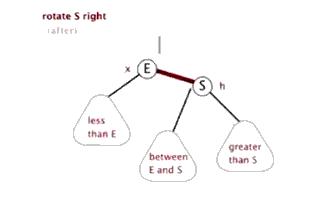 rotate S right
(after)
x E
S h
less
than E
between
E and S
greater
than S